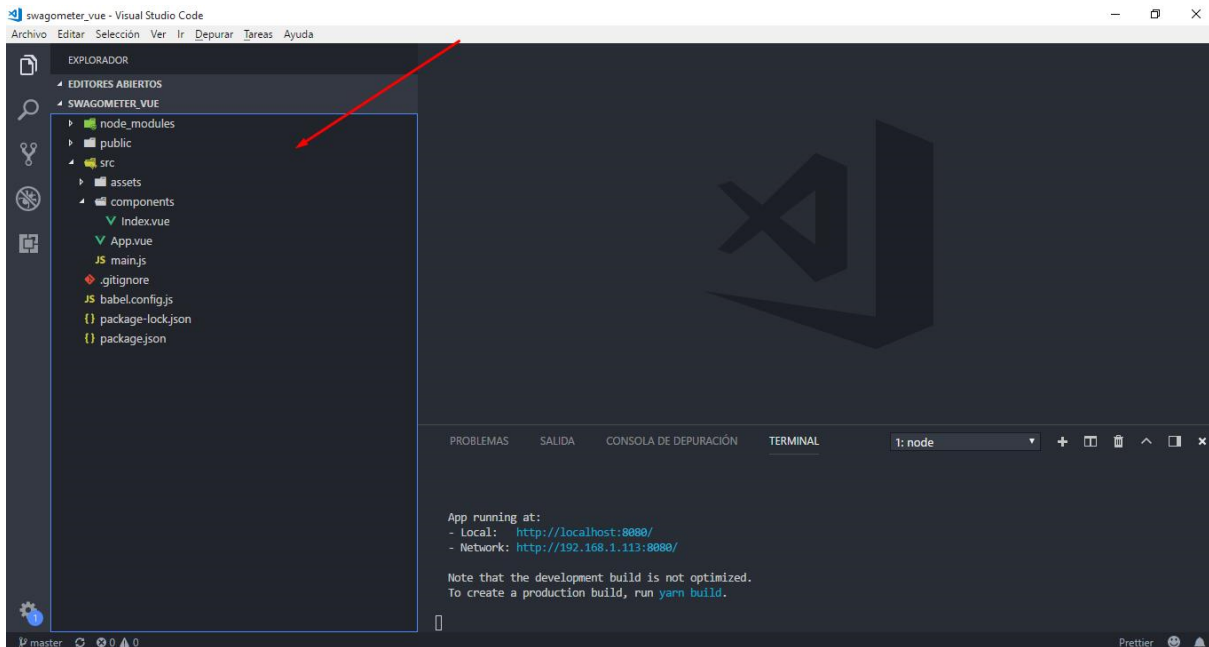 swagometer_vue - Visual Studio Code
Archivo Editar Selección Ver Ir Depurar Tareas Ayuda
EXPLORADOR
EDITORES ABIERTOS
SWAGOMETER_VUE
node_modules
public
src
assets
components
Index.vue
App.vue
JS main.js
.gitignore
JS babel.config.js
{} package-lock.json
{} package.json
PROBLEMAS SALIDA CONSOLA DE DEPURACIÓN TERMINAL 1: node
App running at:
- Local: http://localhost:8080/
- Network: http://192.168.1.113:8080/
Note that the development build is not optimized.
To create a production build, run yarn build.
1
master 0 0 Prettier